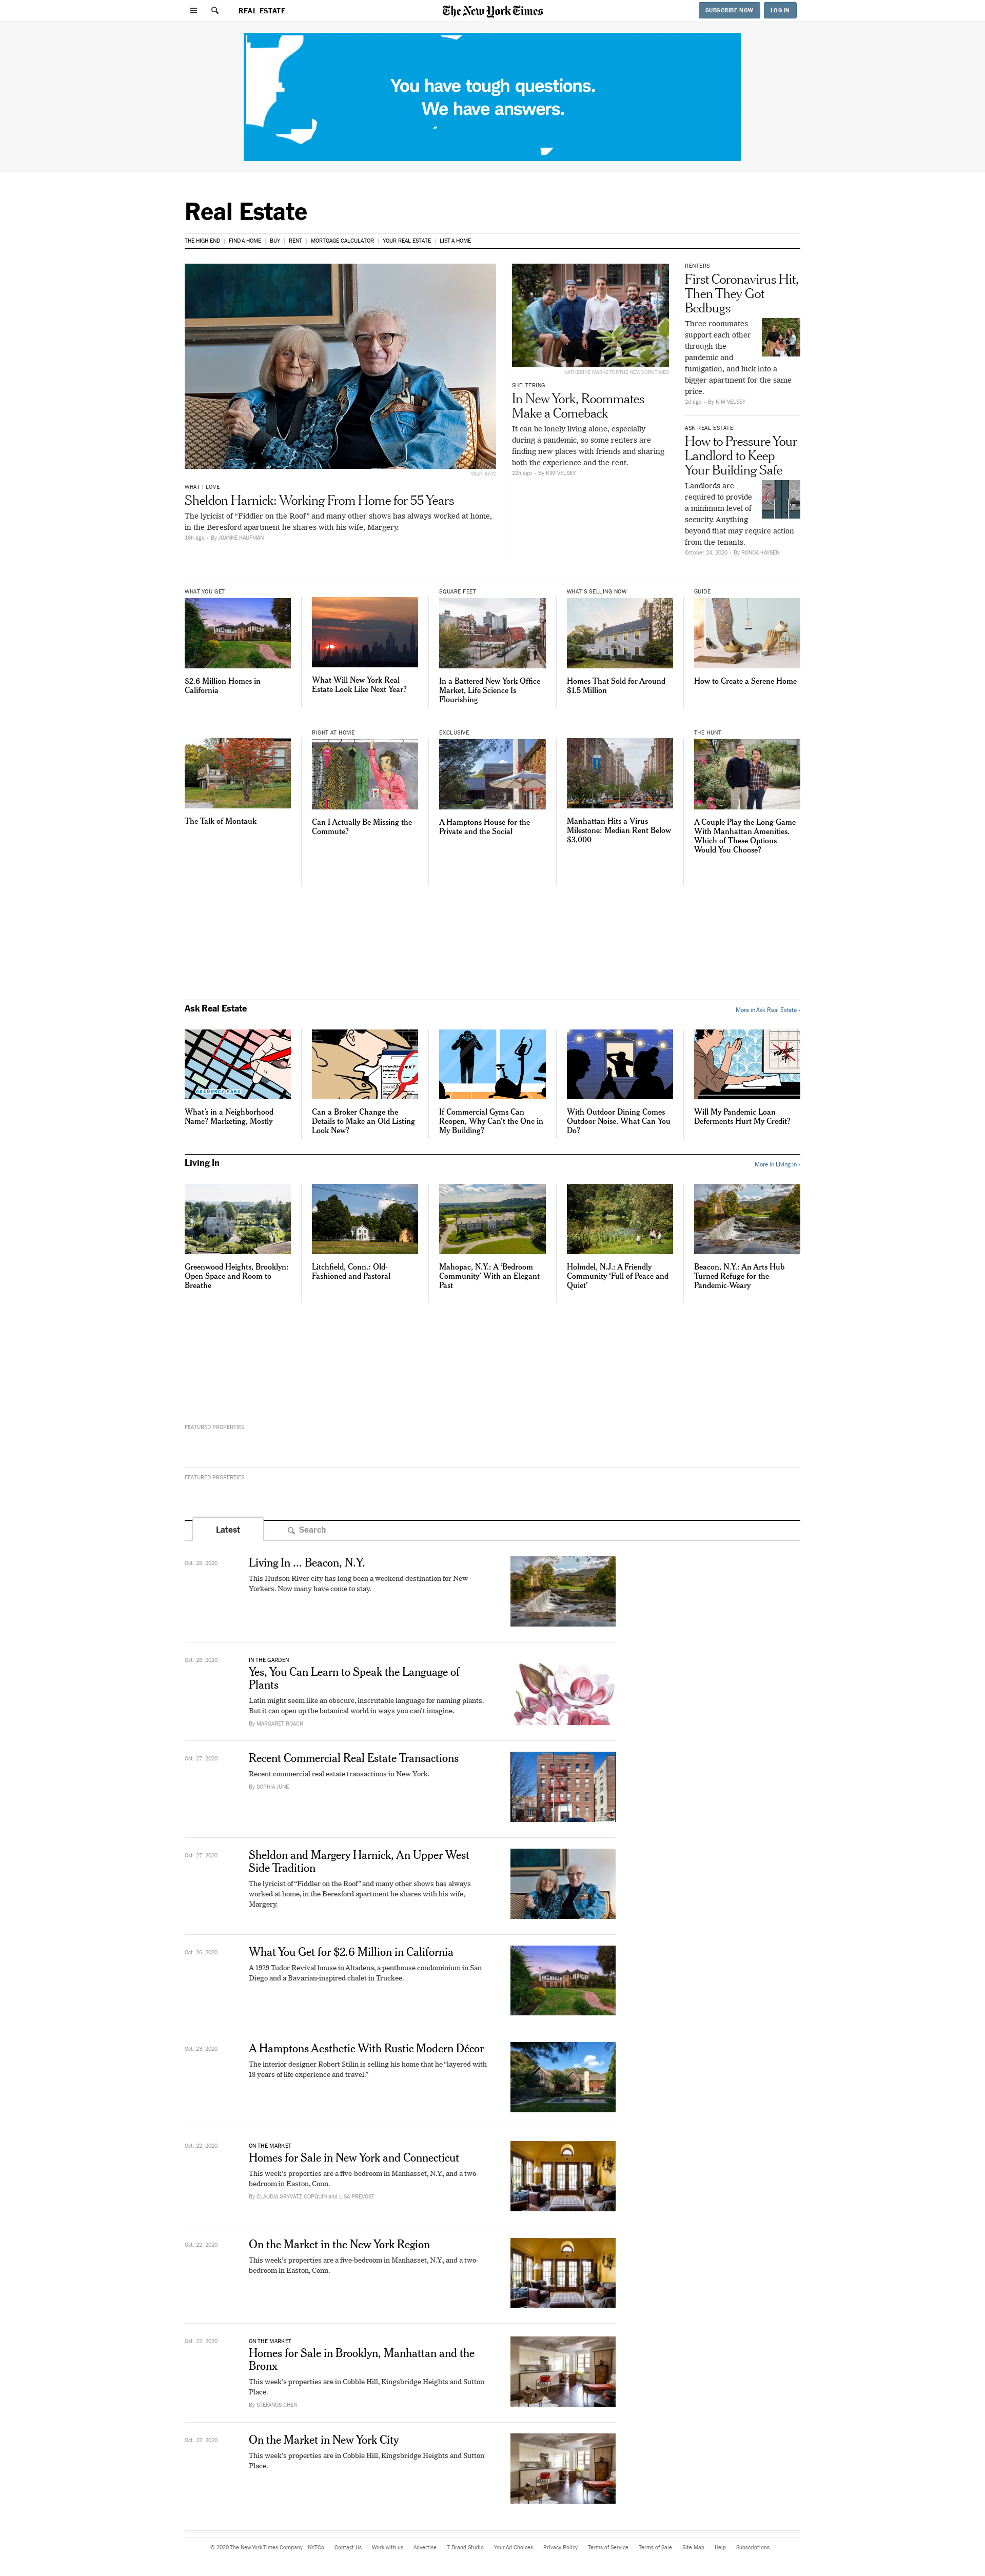 REAL ESTATE
The New York Times
SUBSCRIBE NOW
LOG IN
You have tough questions.
We have answers.
Real Estate
THE HIGH END
FIND A HOME
BUY
RENT
MORTGAGE CALCULATOR
YOUR REAL ESTATE
LIST A HOME
SEAN KATZ
WHAT I LOVE
Sheldon Harnick: Working From Home for 55 Years
The lyricist of “Fiddler on the Roof” and many other shows has always worked at home,
in the Beresford apartment he shares with his wife, Margery.
16h ago · By JOANNE KAUFMAN
KATHERINE MARKS FOR THE NEW YORK TIMES
SHELTERING
In New York, Roommates
Make a Comeback
It can be lonely living alone, especially
during a pandemic, so some renters are
finding new places with friends and sharing
both the experience and the rent.
22h ago · By KIM VELSEY
RENTERS
First Coronavirus Hit,
Then They Got
Bedbugs
Three roommates
support each other
through the
pandemic and
fumigation, and luck into a
bigger apartment for the same
price.
2d ago · By KIM VELSEY
ASK REAL ESTATE
How to Pressure Your
Landlord to Keep
Your Building Safe
Landlords are
required to provide
a minimum level of
security. Anything
beyond that may require action
from the tenants.
October 24, 2020 · By RONDA KAYSEN
WHAT YOU GET
$2.6 Million Homes in
California
What Will New York Real
Estate Look Like Next Year?
SQUARE FEET
In a Battered New York Office
Market, Life Science Is
Flourishing
WHAT'S SELLING NOW
Homes That Sold for Around
$1.5 Million
GUIDE
How to Create a Serene Home
The Talk of Montauk
RIGHT AT HOME
Can I Actually Be Missing the
Commute?
EXCLUSIVE
A Hamptons House for the
Private and the Social
Manhattan Hits a Virus
Milestone: Median Rent Below
$3,000
THE HUNT
A Couple Play the Long Game
With Manhattan Amenities.
Which of These Options
Would You Choose?
Ask Real Estate
More in Ask Real Estate ›
GRAMERCY PARK
What’s in a Neighborhood
Name? Marketing, Mostly
Can a Broker Change the
Details to Make an Old Listing
Look New?
If Commercial Gyms Can
Reopen, Why Can’t the One in
My Building?
With Outdoor Dining Comes
Outdoor Noise. What Can You
Do?
Will My Pandemic Loan
Deferments Hurt My Credit?
Living In
More in Living In ›
Greenwood Heights, Brooklyn:
Open Space and Room to
Breathe
Litchfield, Conn.: Old-
Fashioned and Pastoral
Mahopac, N.Y.: A ‘Bedroom
Community’ With an Elegant
Past
Holmdel, N.J.: A Friendly
Community ‘Full of Peace and
Quiet’
Beacon, N.Y.: An Arts Hub
Turned Refuge for the
Pandemic-Weary
FEATURED PROPERTIES
FEATURED PROPERTIES
Latest
Search
Oct. 28, 2020
Living In ... Beacon, N.Y.
This Hudson River city has long been a weekend destination for New
Yorkers. Now many have come to stay.
Oct. 28, 2020
IN THE GARDEN
Yes, You Can Learn to Speak the Language of
Plants
Latin might seem like an obscure, inscrutable language for naming plants.
But it can open up the botanical world in ways you can’t imagine.
By MARGARET ROACH
Oct. 27, 2020
Recent Commercial Real Estate Transactions
Recent commercial real estate transactions in New York.
By SOPHIA JUNE
Oct. 27, 2020
Sheldon and Margery Harnick, An Upper West
Side Tradition
The lyricist of “Fiddler on the Roof” and many other shows has always
worked at home, in the Beresford apartment he shares with his wife,
Margery.
Oct. 26, 2020
What You Get for $2.6 Million in California
A 1929 Tudor Revival house in Altadena, a penthouse condominium in San
Diego and a Bavarian-inspired chalet in Truckee.
Oct. 23, 2020
A Hamptons Aesthetic With Rustic Modern Décor
The interior designer Robert Stilin is selling his home that he “layered with
18 years of life experience and travel.”
Oct. 22, 2020
ON THE MARKET
Homes for Sale in New York and Connecticut
This week’s properties are a five-bedroom in Manhasset, N.Y., and a two-
bedroom in Easton, Conn.
By CLAUDIA GRYVATZ COPQUIN and LISA PREVOST
Oct. 22, 2020
On the Market in the New York Region
This week’s properties are a five-bedroom in Manhasset, N.Y., and a two-
bedroom in Easton, Conn.
Oct. 22, 2020
ON THE MARKET
Homes for Sale in Brooklyn, Manhattan and the
Bronx
This week’s properties are in Cobble Hill, Kingsbridge Heights and Sutton
Place.
By STEFANOS CHEN
Oct. 22, 2020
On the Market in New York City
This week’s properties are in Cobble Hill, Kingsbridge Heights and Sutton
Place.
© 2020 The New York Times Company
NYTCo
Contact Us
Work with us
Advertise
T Brand Studio
Your Ad Choices
Privacy Policy
Terms of Service
Terms of Sale
Site Map
Help
Subscriptions